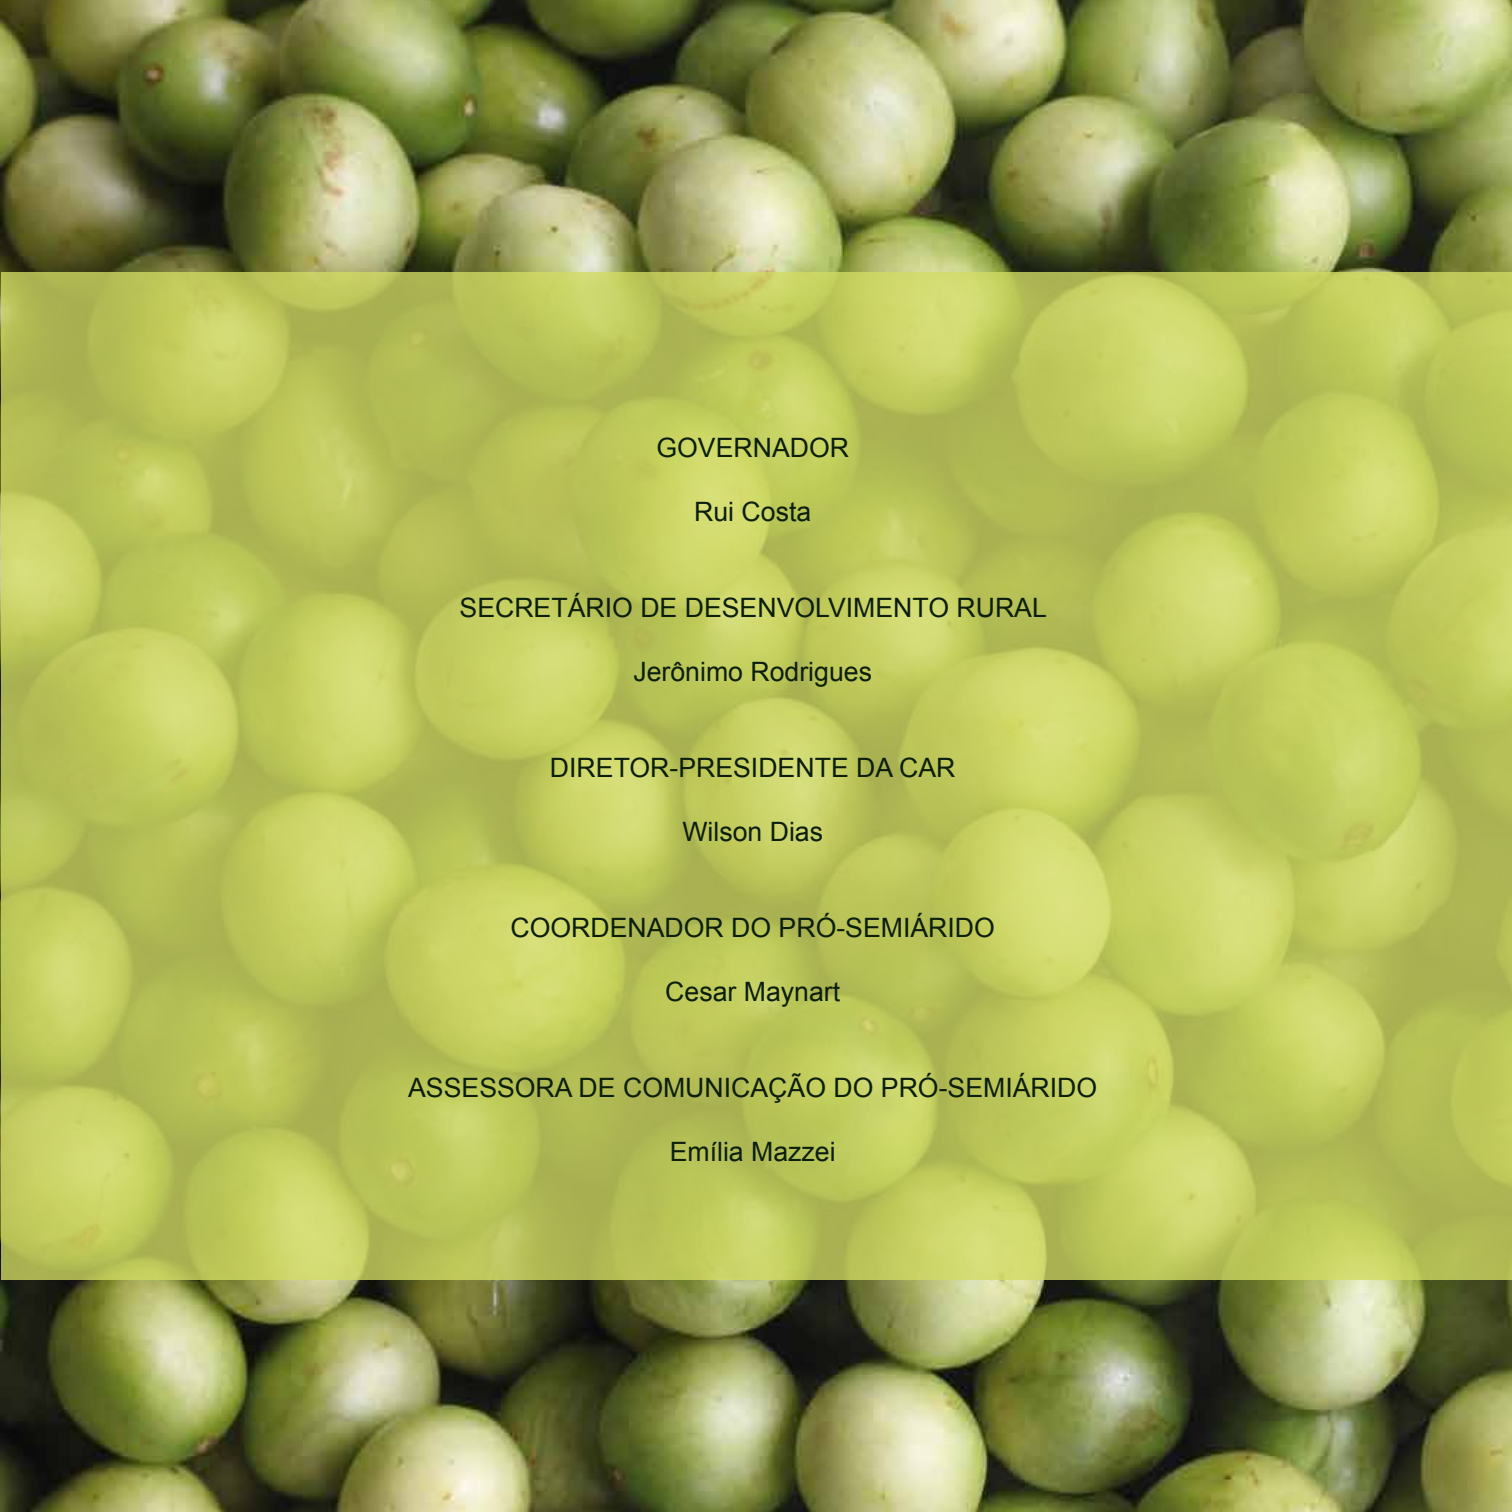 GOVERNADOR
Rui Costa
SECRETÁRIO DE DESENVOLVIMENTO RURAL
Jerônimo Rodrigues
DIRETOR-PRESIDENTE DA CAR
Wilson Dias
COORDENADOR DO PRÓ-SEMIÁRIDO
Cesar Maynart
ASSESSORA DE COMUNICAÇÃO DO PRÓ-SEMIÁRIDO
Emília Mazzei